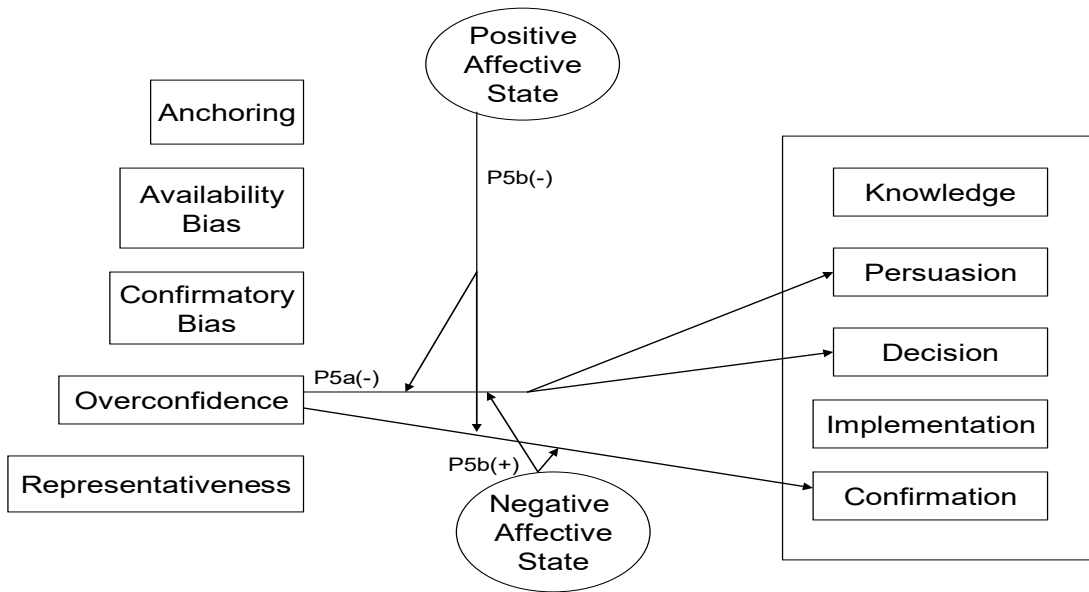 Positive
Affective
State
Anchoring
P5b(-)
Availability
Bias
Knowledge
Confirmatory
Bias
Persuasion
Decision
P5a(-)
Overconfidence
Implementation
P5b(+)
Representativeness
Confirmation
Negative
Affective
State